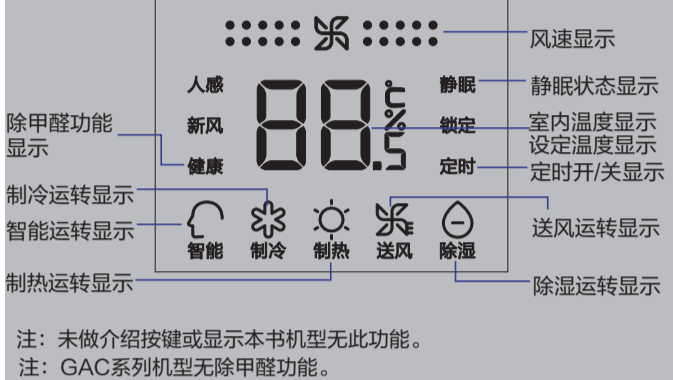 风速显示
人感
静眠
静眠状态显示
88.5%℃
除甲醛功能
显示
新风
锁定
室内温度显示
设定温度显示
健康
定时
定时开/关显示
制冷运转显示
智能运转显示
智能
制冷
制热
送风
除湿
送风运转显示
制热运转显示
除湿运转显示
注：未做介绍按键或显示本书机型无此功能。
注：GAC系列机型无除甲醛功能。